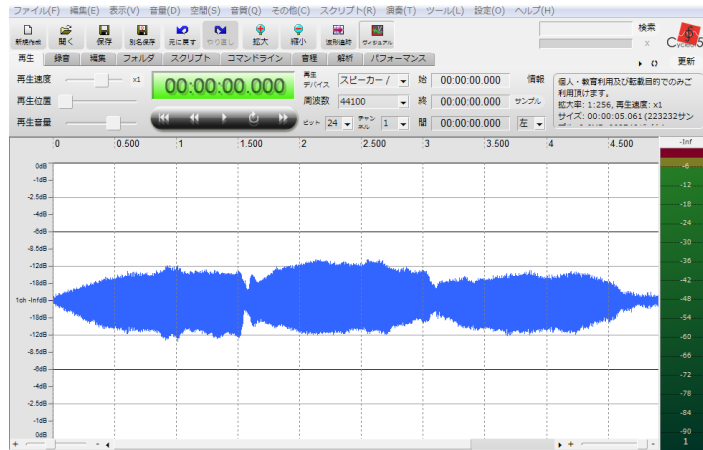 ファイル(F) 編集(E) 表示(V) 音量(D) 空間(S) 音質(Q) その他(C) スクリプト(R) 演奏(T) ツール(L) 設定(O) ヘルプ(H)
新規作成 開く 保存 別名保存 元に戻す やり直し 拡大 縮小 波形追跡 ヴィジュアル
検索
x
Cycloa 5
再生 録音 編集 フォルダ スクリプト コマンドライン 音程 解析 パフォーマンス
更新
再生速度 x1
00:00:00.000
再生デバイス スピーカー / 始 00:00:00.000 情報
個人・教育利用及び記載目的でのみご
利用頂けます。
再生位置
周波数 44100 終 00:00:00.000 サンプル
拡大率: 1:256, 再生速度: x1
サイズ: 00:00:05.061 (223232サン
再生音量
ビット 24 チャンネル 1 間 00:00:00.000 左
0 0.500 1 1.500 2 2.500 3 3.500 4 4.500 -Inf
0dB
-1dB
-2.5dB
-4dB
-6dB
-8.5dB
-12dB
-18dB
1ch -InfdB
-18dB
-12dB
-8.5dB
-6dB
-4dB
-2.5dB
-1dB
0dB
-6
-12
-18
-24
-30
-36
-42
-48
-54
-60
-66
-72
-78
-84
-90
1
+ - + -